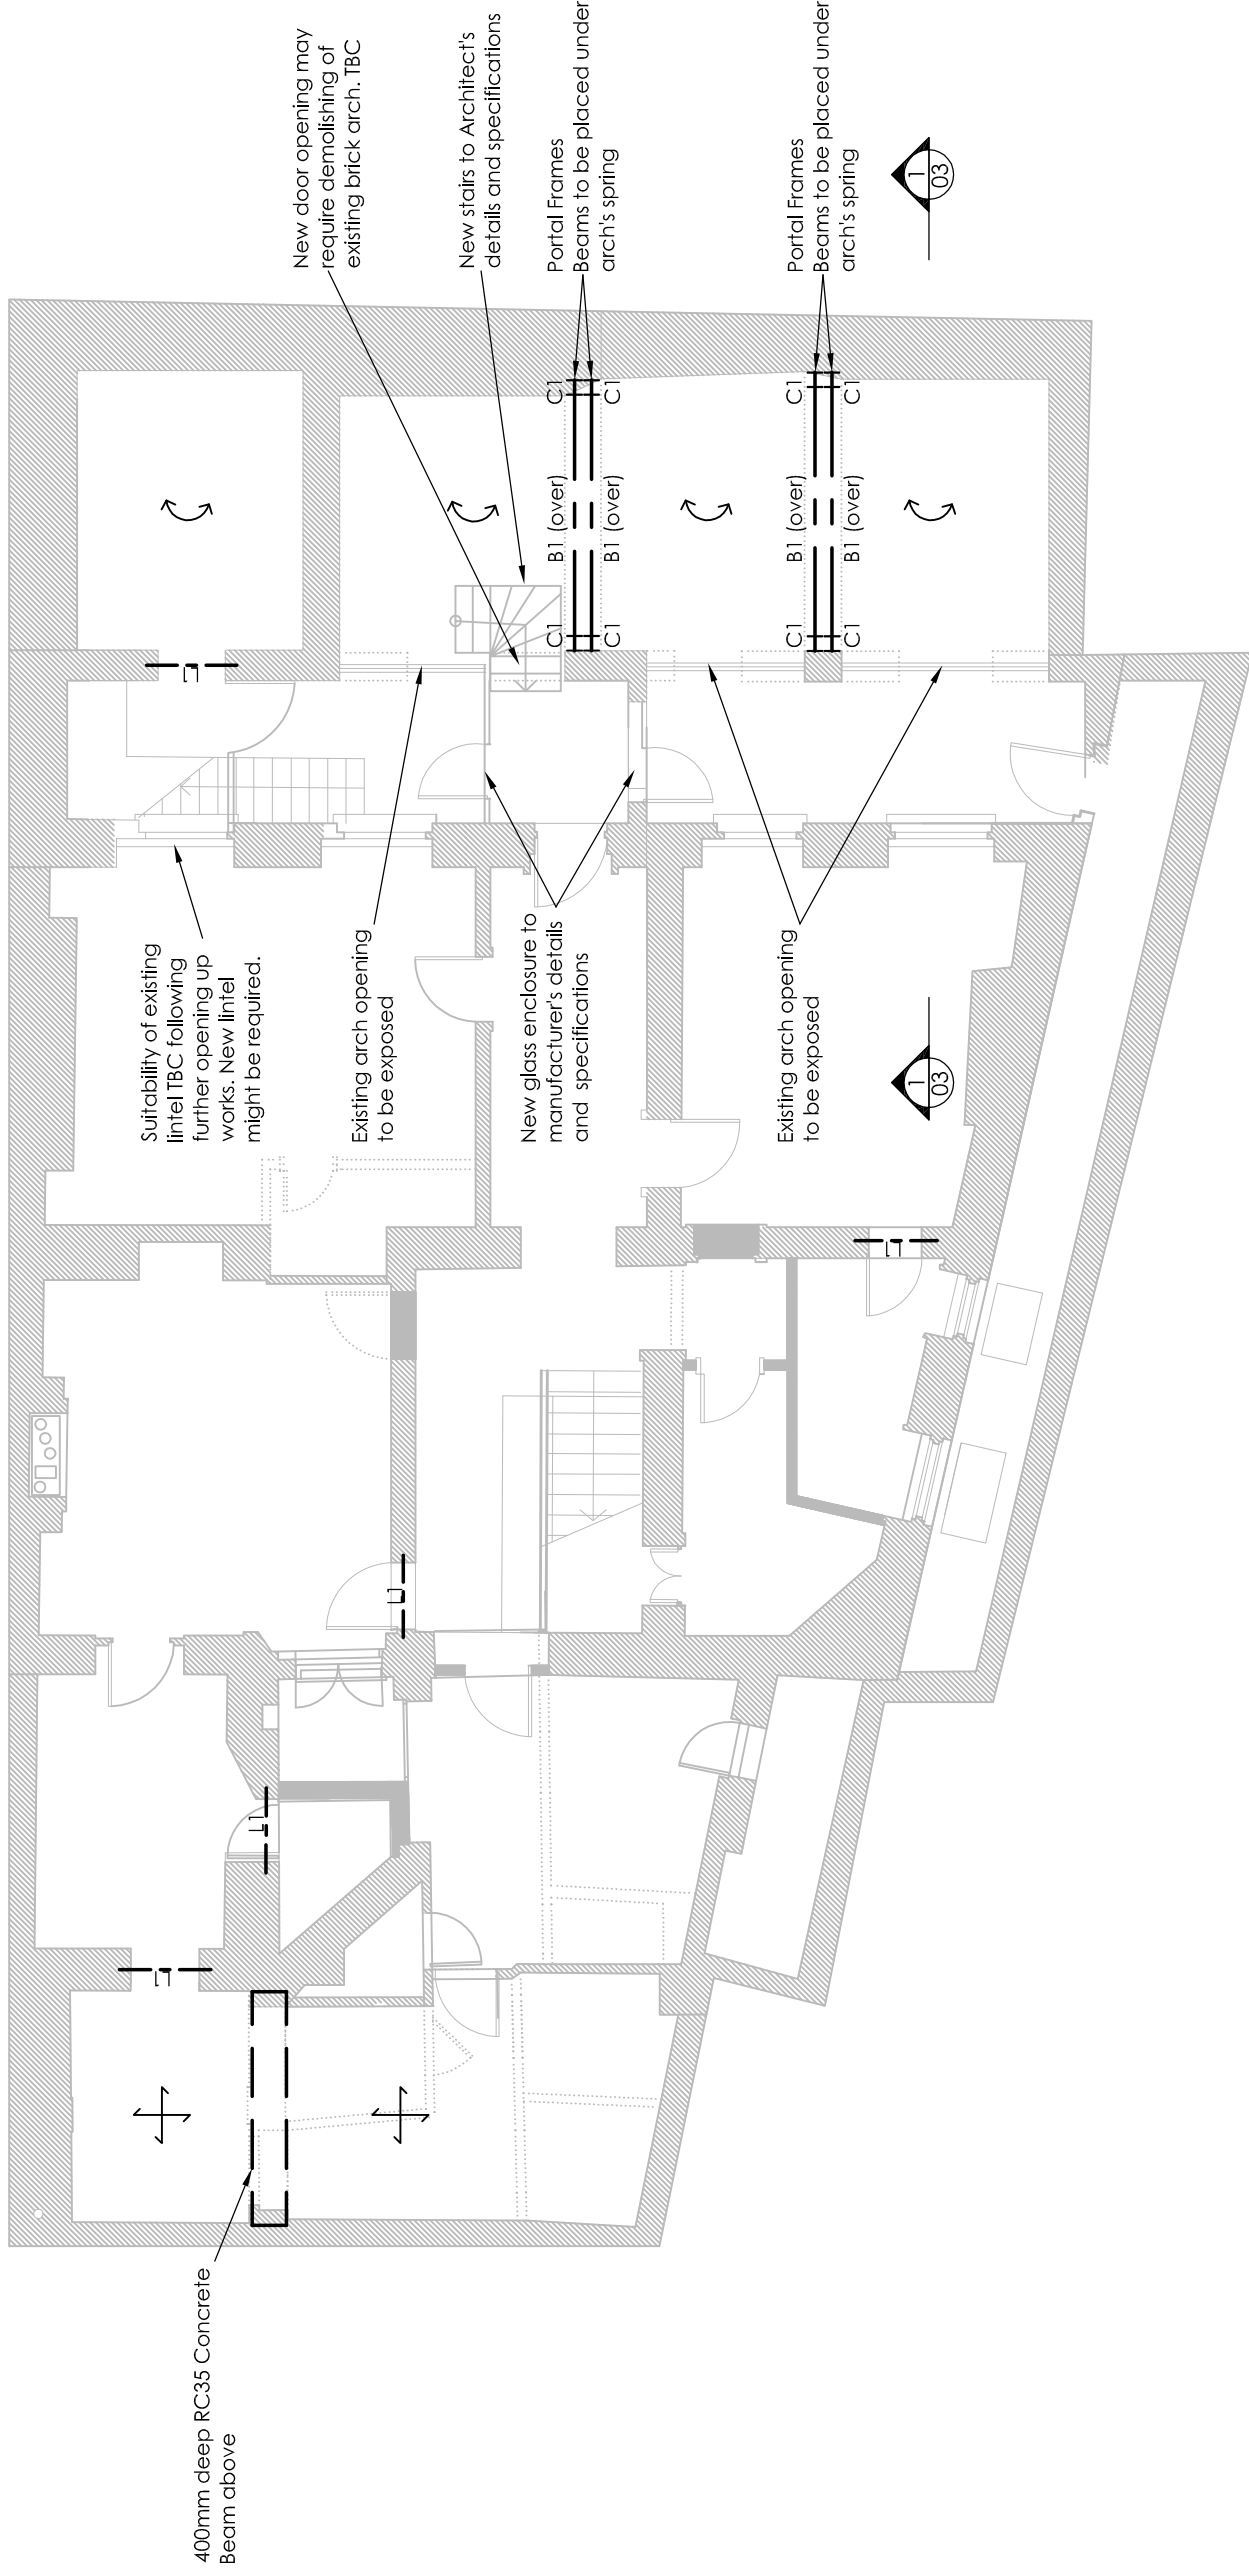 New door opening may
require demolishing of
existing brick arch. TBC
New stairs to Architect's
details and specifications
Portal Frames
Beams to be placed under
arch's spring
Portal Frames
Beams to be placed under
arch's spring
1
03
C1
C1
C1
C1
B1 (over)
B1 (over)
B1 (over)
B1 (over)
C1
C1
C1
C1
L1
Suitability of existing
lintel TBC following
further opening up
works. New lintel
might be required.
Existing arch opening
to be exposed
New glass enclosure to
manufacturer's details
and specifications
Existing arch opening
to be exposed
1
03
L1
L1
L1
L1
400mm deep RC35 Concrete
Beam above